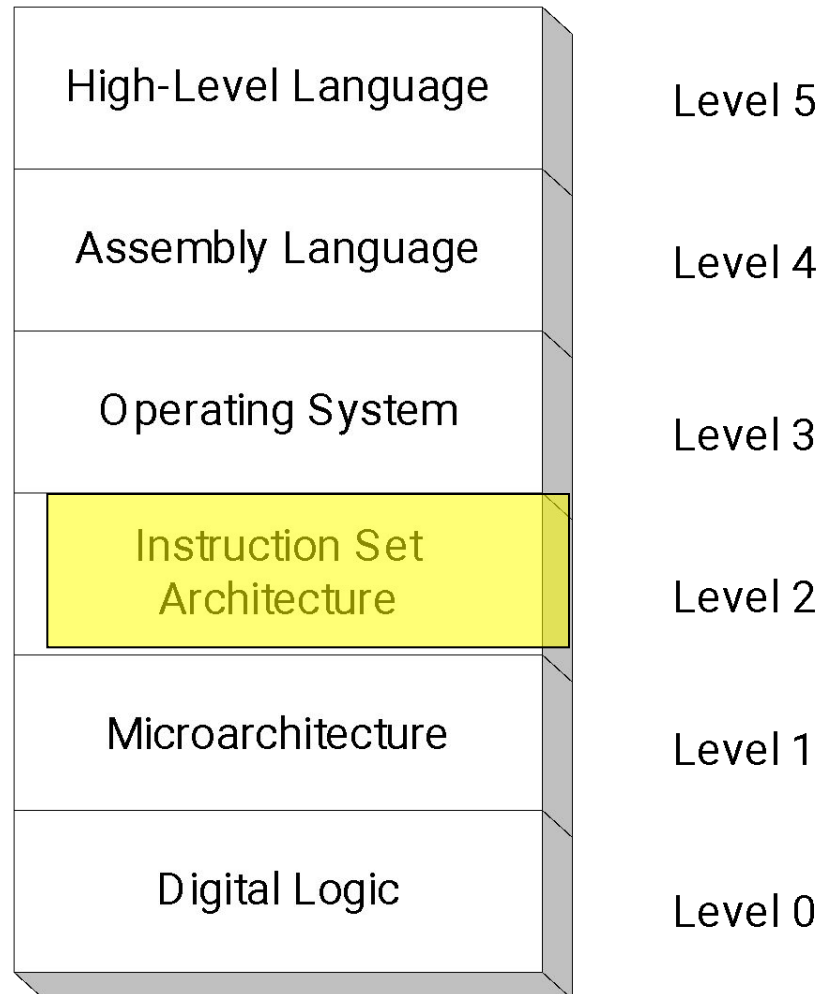 High-Level Language
Level 5
Assembly Language
Level 4
Operating System
Level 3
Instruction Set
Architecture
Level 2
Microarchitecture
Level 1
Digital Logic
Level 0